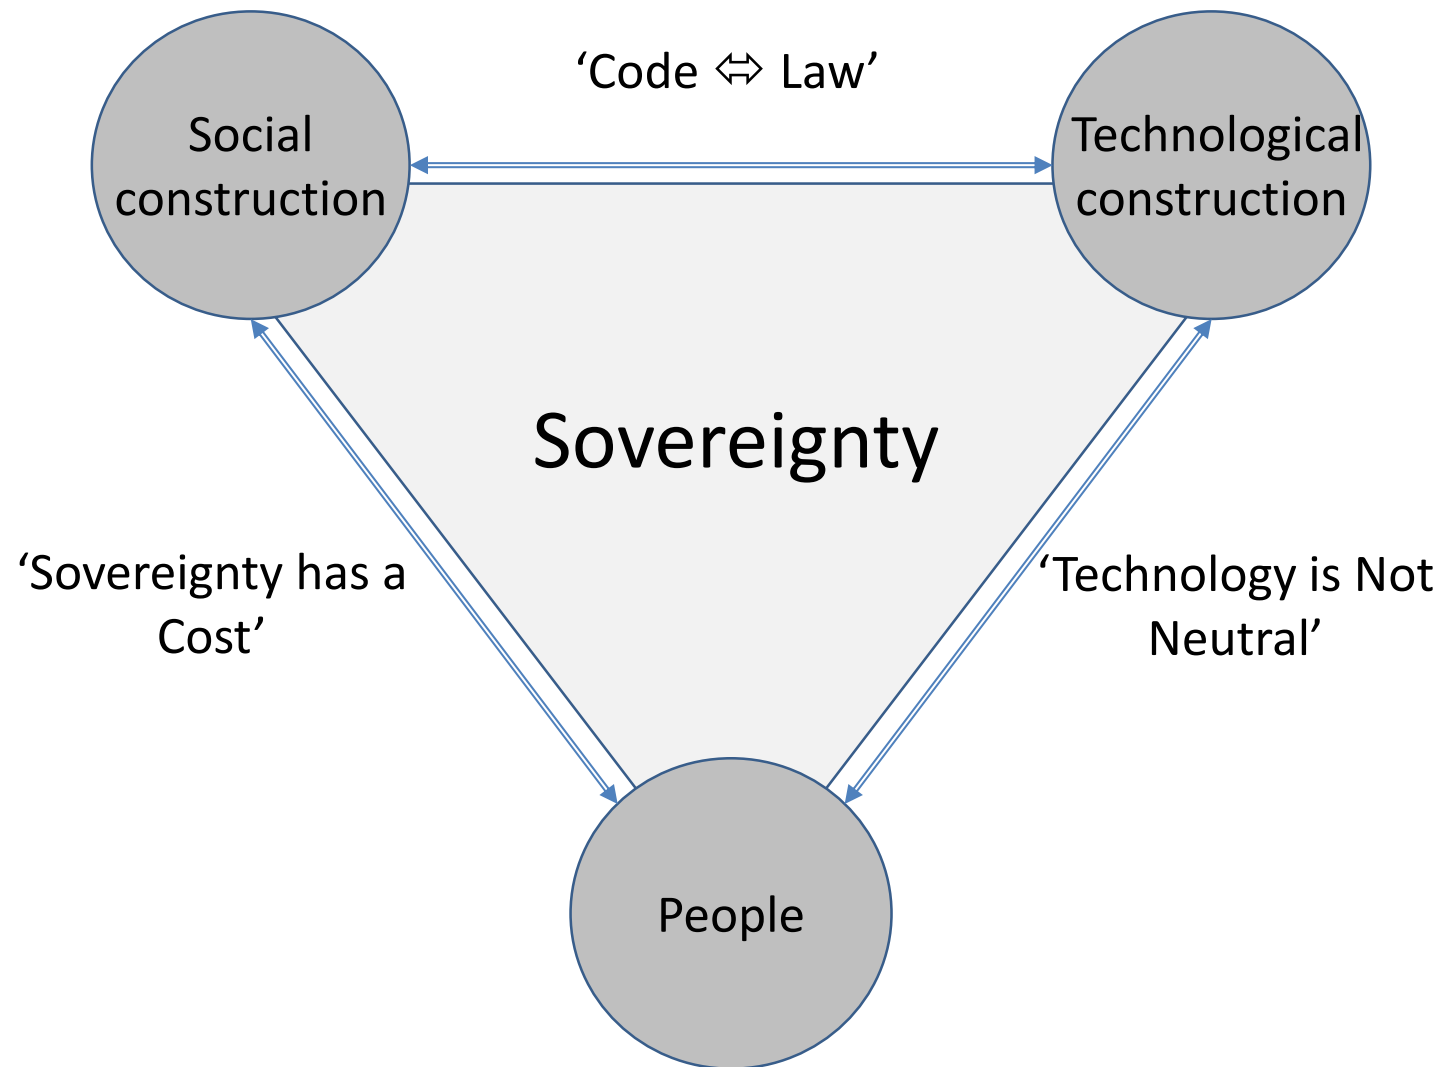 ‘Code ⬄ Law’
Social
construction
Technological
construction
Sovereignty
‘Sovereignty has a
Cost’
‘Technology is Not
Neutral’
People